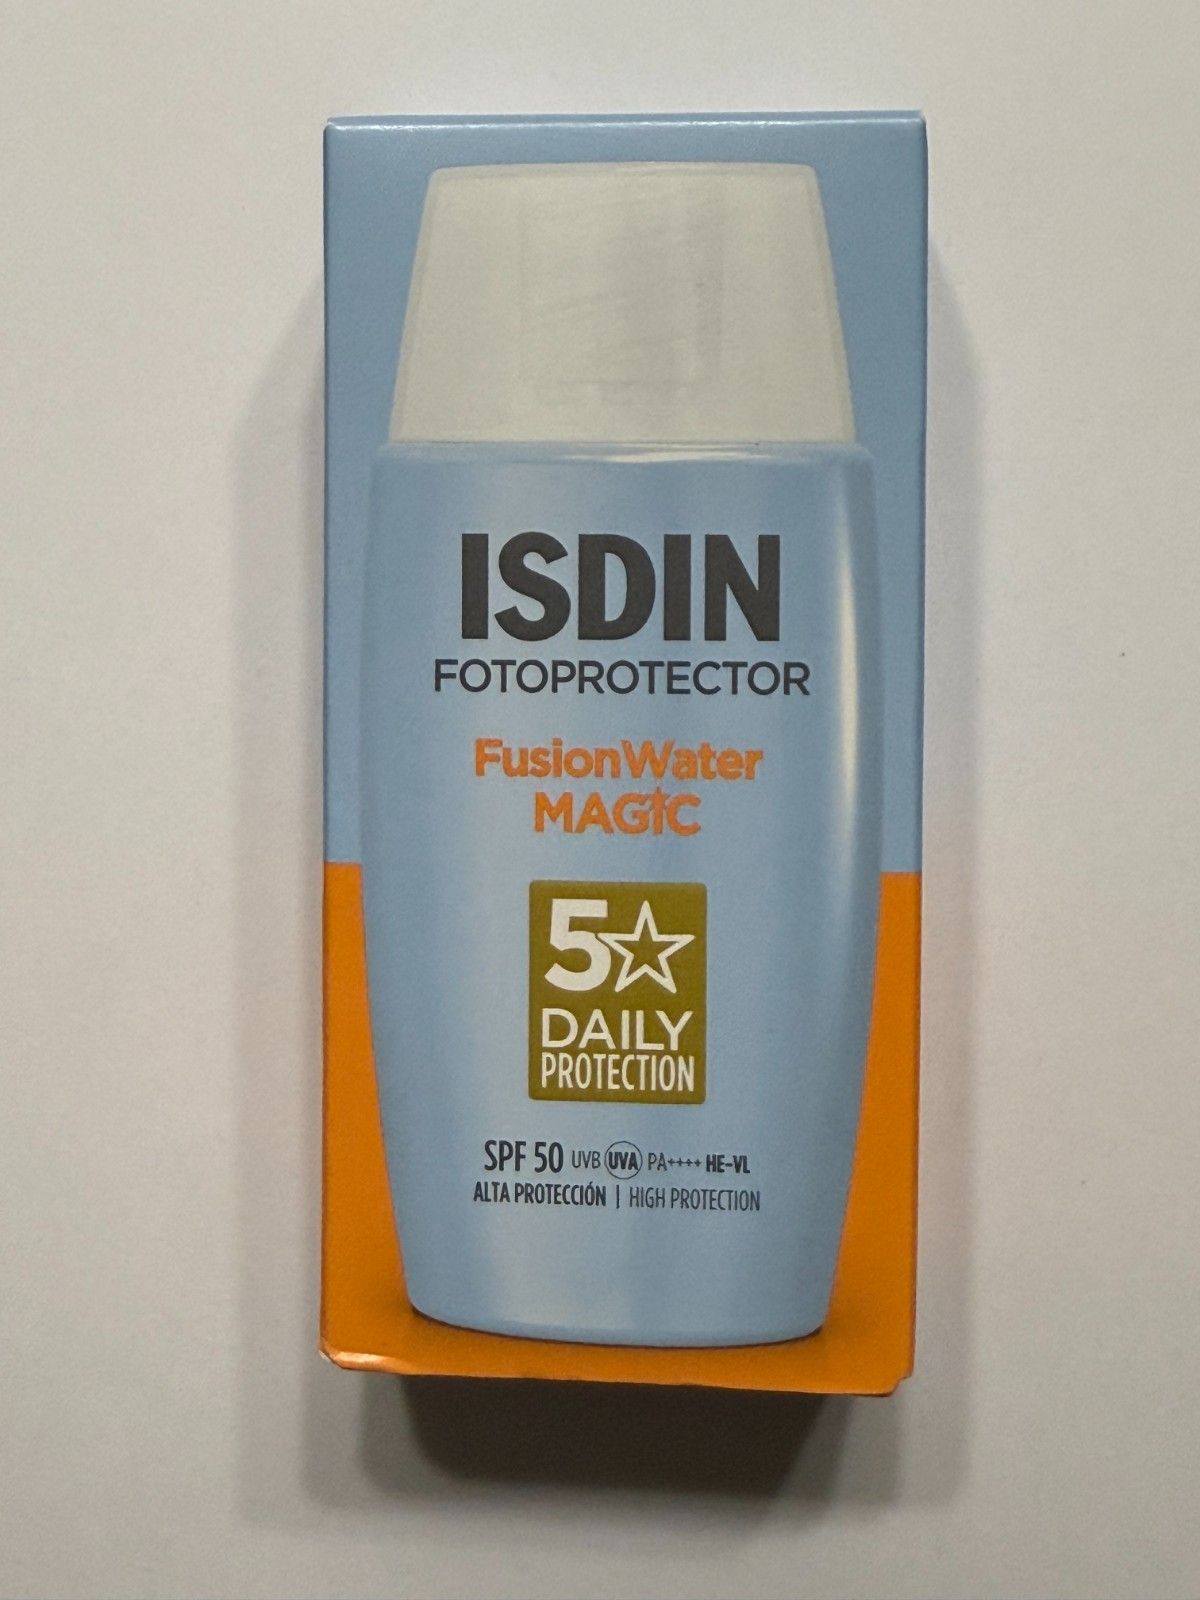 ISDIN
FOTOPROTECTOR
FusionWater
MAGIC
5☆
DAILY
PROTECTION
SPF 50 UVB UVA PA++++ HE-VL
ALTA PROTECCIÓN | HIGH PROTECTION